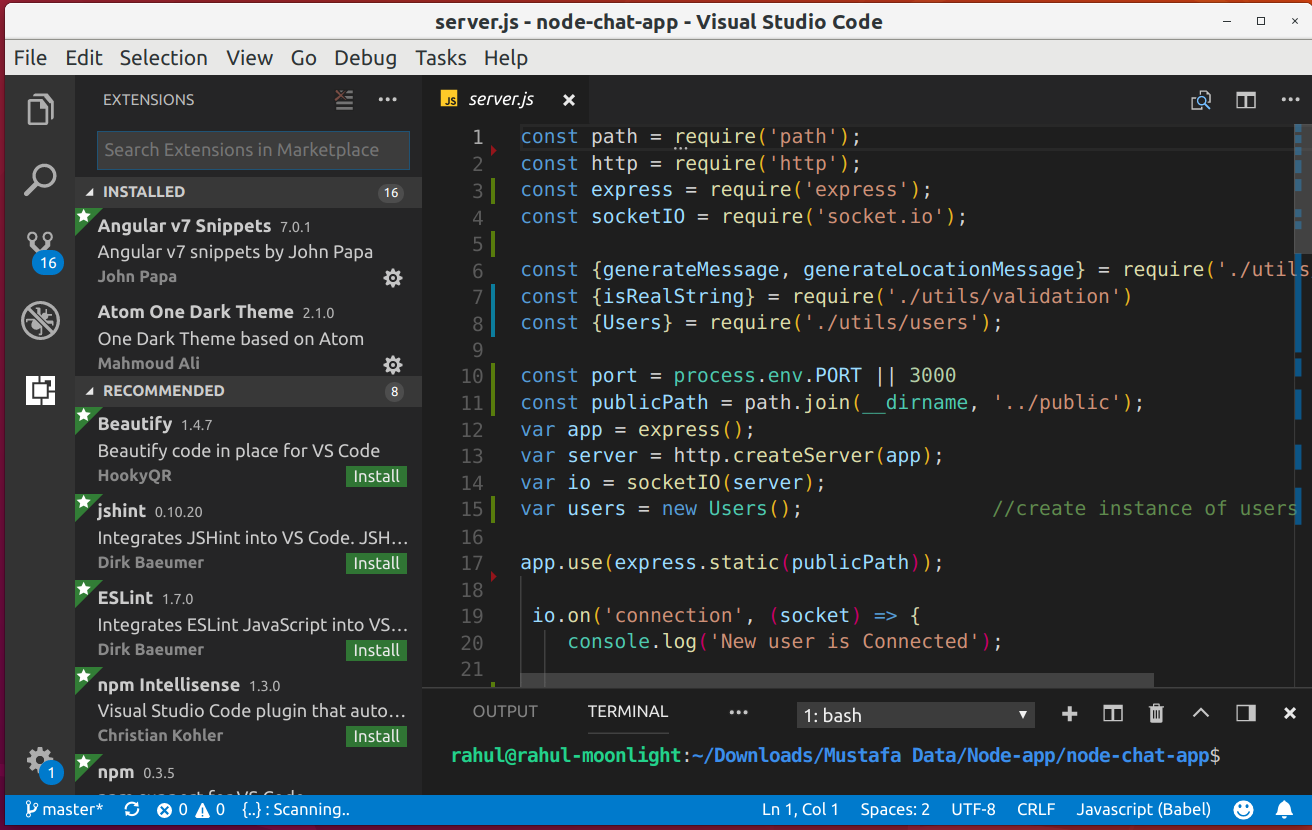 server.js - node-chat-app - Visual Studio Code
File Edit Selection View Go Debug Tasks Help
EXTENSIONS
Search Extensions in Marketplace
INSTALLED 16
Angular v7 Snippets 7.0.1
Angular v7 snippets by John Papa
John Papa
Atom One Dark Theme 2.1.0
One Dark Theme based on Atom
Mahmoud Ali
RECOMMENDED 8
Beautify 1.4.7
Beautify code in place for VS Code
HookyQR Install
jshint 0.10.20
Integrates JSHint into VS Code. JSH...
Dirk Baeumer Install
ESLint 1.7.0
Integrates ESLint JavaScript into VS...
Dirk Baeumer Install
npm Intellisense 1.3.0
Visual Studio Code plugin that auto...
Christian Kohler Install
npm 0.3.5
16
1
JS server.js
1 const path = require('path');
2 const http = require('http');
3 const express = require('express');
4 const socketIO = require('socket.io');
5
6 const {generateMessage, generateLocationMessage} = require('./utils
7 const {isRealString} = require('./utils/validation')
8 const {Users} = require('./utils/users');
9
10 const port = process.env.PORT || 3000
11 const publicPath = path.join(__dirname, '../public');
12 var app = express();
13 var server = http.createServer(app);
14 var io = socketIO(server);
15 var users = new Users(); //create instance of users
16
17 app.use(express.static(publicPath));
18
19 io.on('connection', (socket) => {
20 console.log('New user is Connected');
21
OUTPUT TERMINAL 1: bash
rahul@rahul-moonlight:~/Downloads/Mustafa Data/Node-app/node-chat-app$
master* 0 0 {..} : Scanning.. Ln 1, Col 1 Spaces: 2 UTF-8 CRLF Javascript (Babel)